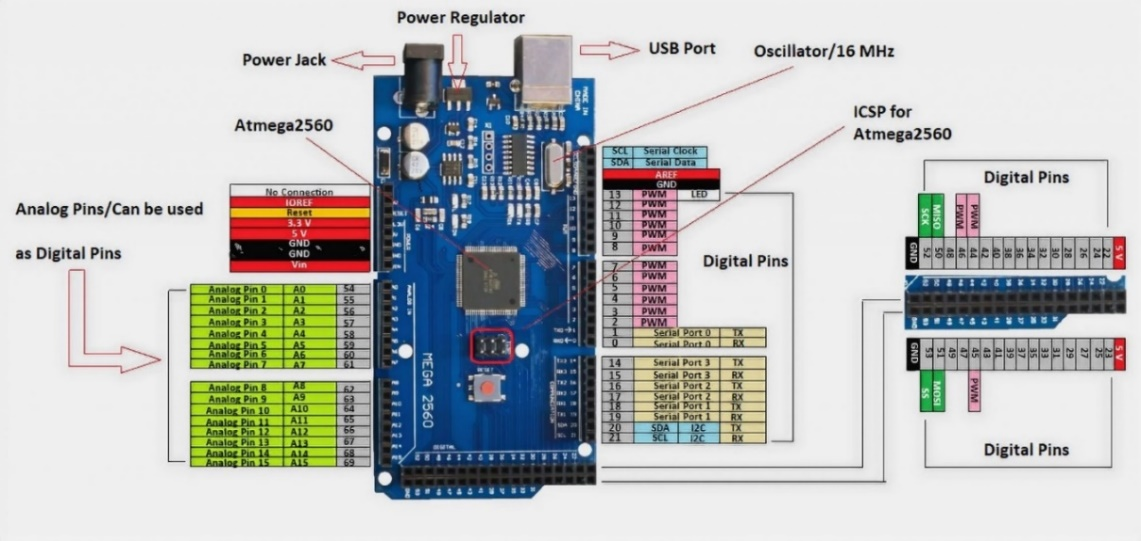 Power Regulator
Power Jack
USB Port
Oscillator/16 MHz
Atmega2560
ICSP for
Atmega2560
Analog Pins/Can be used
as Digital Pins
No Connection
IOREF
Reset
3.3 V
5 V
GND
GND
Vin
Analog Pin 0 A0 54
Analog Pin 1 A1 55
Analog Pin 2 A2 56
Analog Pin 3 A3 57
Analog Pin 4 A4 58
Analog Pin 5 A5 59
Analog Pin 6 A6 60
Analog Pin 7 A7 61
Analog Pin 8 A8 62
Analog Pin 9 A9 63
Analog Pin 10 A10 64
Analog Pin 11 A11 65
Analog Pin 12 A12 66
Analog Pin 13 A13 67
Analog Pin 14 A14 68
Analog Pin 15 A15 69
MADE IN
CHINA
MEGA 2560
RESET
ANALOG IN
COMMUNICATION
DIGITAL
SCL Serial Clock
SDA Serial Data
AREF
GND
13 PWM LED
12 PWM
11 PWM
10 PWM
9 PWM
8 PWM
7 PWM
6 PWM
5 PWM
4 PWM
3 PWM
2 PWM
1 Serial Port 0 TX
0 Serial Port 0 RX
14 Serial Port 3 TX
15 Serial Port 3 RX
16 Serial Port 2 TX
17 Serial Port 2 RX
18 Serial Port 1 TX
19 Serial Port 1 RX
20 SDA I2C TX
21 SCL I2C RX
Digital Pins
Digital Pins
SCK MISO PWM PWM
GND 52 50 48 46 44 42 40 38 36 34 32 30 28 26 24 22 5 V
GND 53 51 49 47 45 43 41 39 37 35 33 31 29 27 25 23 5 V
SS MOSI PWM
Digital Pins